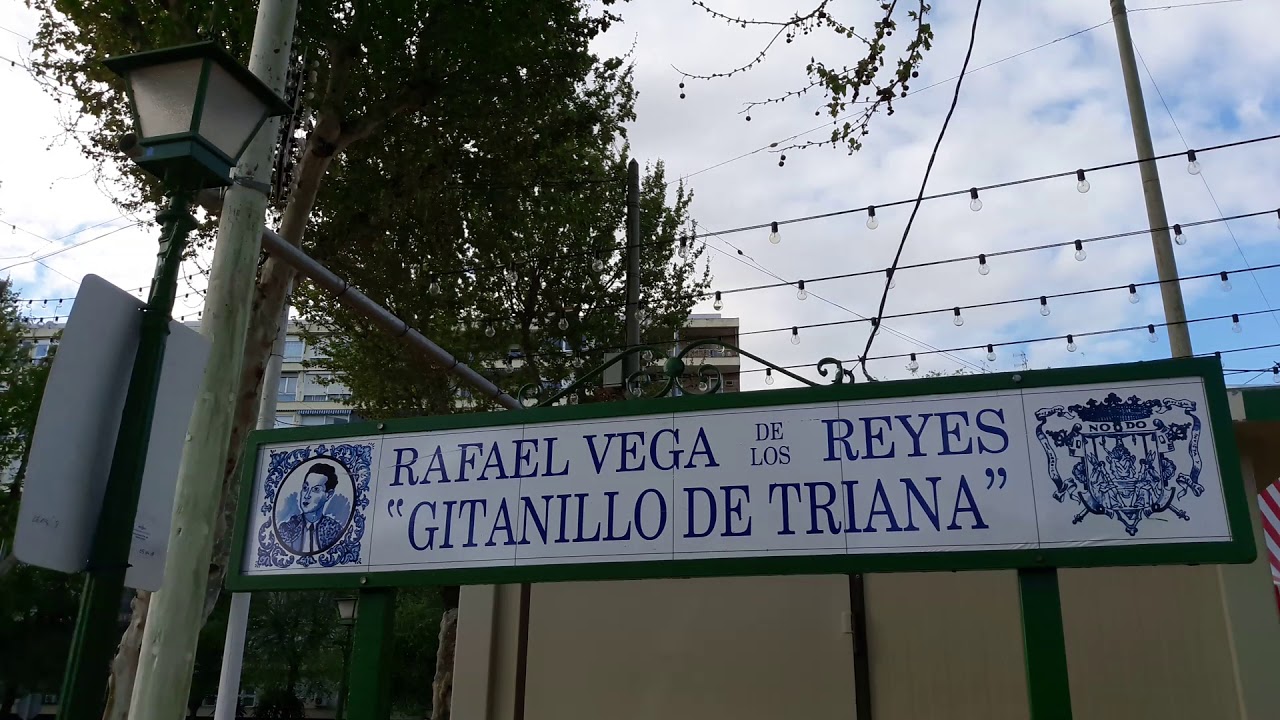 RAFAEL VEGA DE LOS REYES
“GITANILLO DE TRIANA”
NO DO